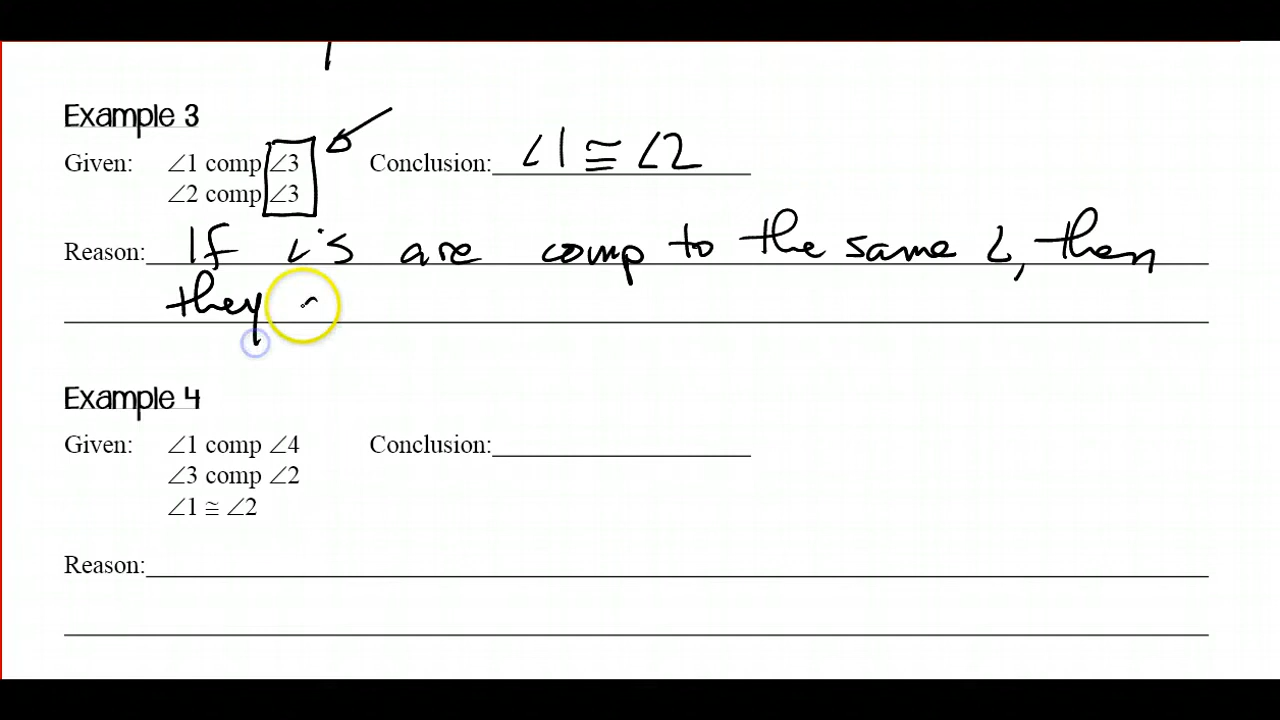 Example 3
Given: ∠1 comp ∠3 Conclusion: ∠1 ≅ ∠2
∠2 comp ∠3
Reason: If ∠'s are comp to the same ∠, then
they
Example 4
Given: ∠1 comp ∠4 Conclusion:
∠3 comp ∠2
∠1 ≅ ∠2
Reason: